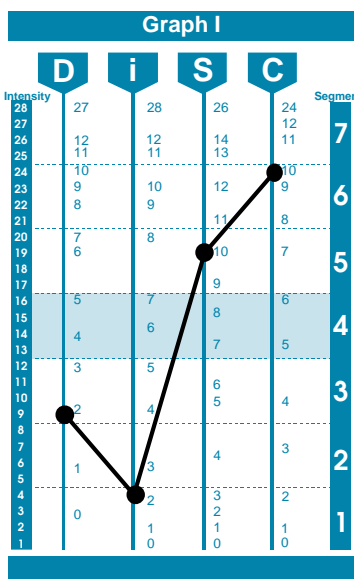 Graph I
D i S C
Intensity Segment
28 27 28 26 24
27 12
7
26 12 12 14 11
25 11 11 13
24 10 10
23 9 10 12 9
6
22 8 9
21 11 8
20 7 8
19 6 10 7
5
18
17 9
16 5 7 6
15 8
6 4
14 4
13 7 5
12 3 5
11 6
3
10 5 4
9 2 4
8
7 3
4 2
6 1 3
5
4 2 3 2
3 0 2
1
2 1 1 1
1 0 0